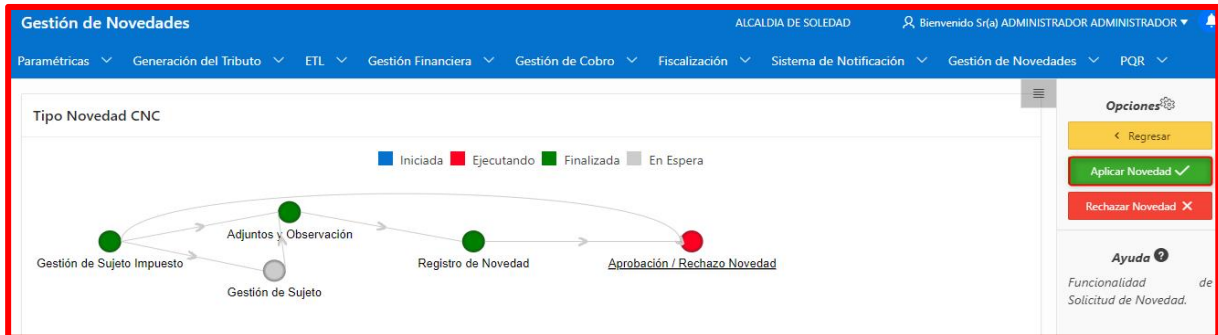 Gestión de Novedades
ALCALDIA DE SOLEDAD
Bienvenido Sr(a) ADMINISTRADOR ADMINISTRADOR
Paramétricas Generación del Tributo ETL Gestión Financiera Gestión de Cobro Fiscalización Sistema de Notificación Gestión de Novedades PQR
Tipo Novedad CNC
Iniciada Ejecutando Finalizada En Espera
Adjuntos y Observación
Gestión de Sujeto Impuesto
Registro de Novedad
Aprobación / Rechazo Novedad
Gestión de Sujeto
Opciones
Regresar
Aplicar Novedad
Rechazar Novedad
Ayuda
Funcionalidad de
Solicitud de Novedad.